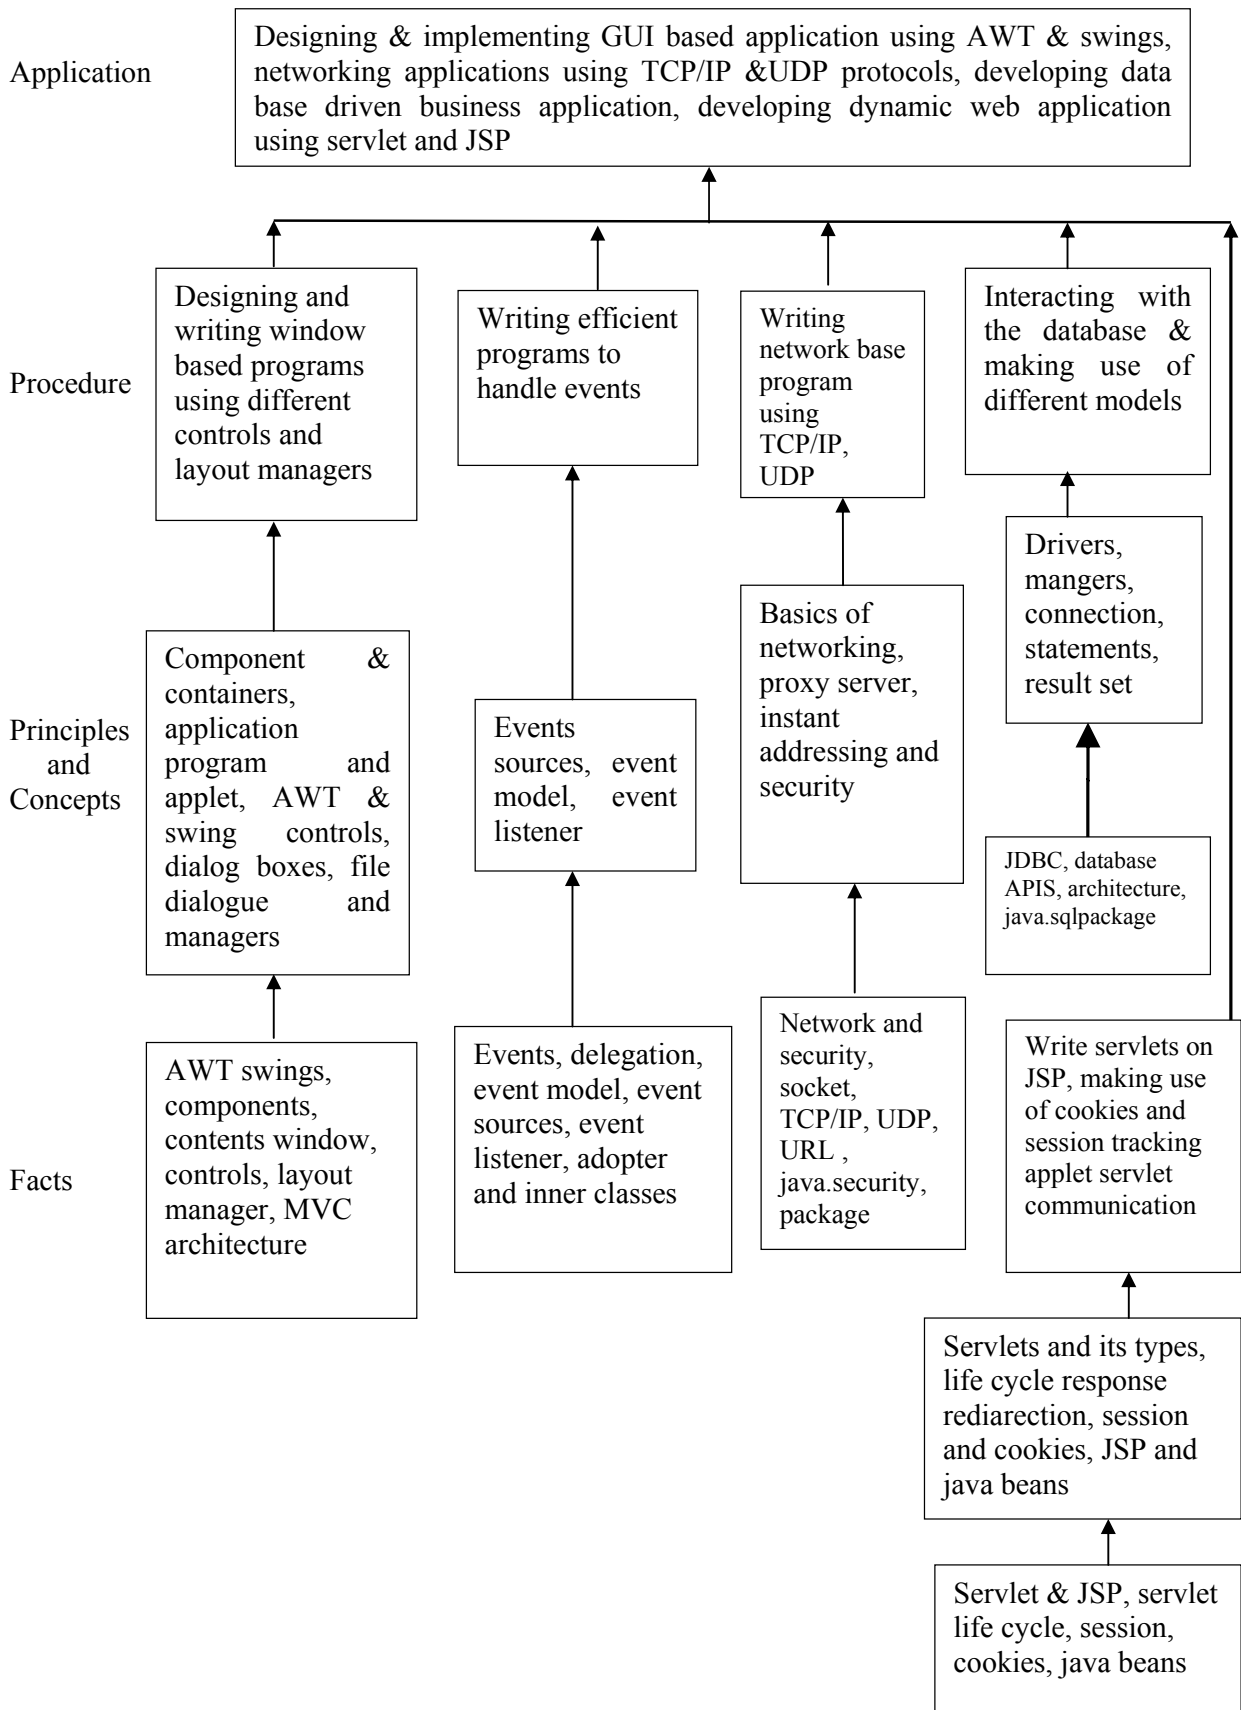 Application
Designing & implementing GUI based application using AWT & swings,
networking applications using TCP/IP &UDP protocols, developing data
base driven business application, developing dynamic web application
using servlet and JSP
Procedure
Designing and
writing window
based programs
using different
controls and
layout managers
Writing efficient
programs to
handle events
Writing
network base
program
using
TCP/IP,
UDP
Interacting with
the database &
making use of
different models
Principles
and
Concepts
Component &
containers,
application
program and
applet, AWT &
swing controls,
dialog boxes, file
dialogue and
managers
Events
sources, event
model, event
listener
Basics of
networking,
proxy server,
instant
addressing and
security
Drivers,
mangers,
connection,
statements,
result set
JDBC, database
APIS, architecture,
java.sqlpackage
Facts
AWT swings,
components,
contents window,
controls, layout
manager, MVC
architecture
Events, delegation,
event model, event
sources, event
listener, adopter
and inner classes
Network and
security,
socket,
TCP/IP, UDP,
URL ,
java.security,
package
Write servlets on
JSP, making use
of cookies and
session tracking
applet servlet
communication
Servlets and its types,
life cycle response
rediarection, session
and cookies, JSP and
java beans
Servlet & JSP, servlet
life cycle, session,
cookies, java beans